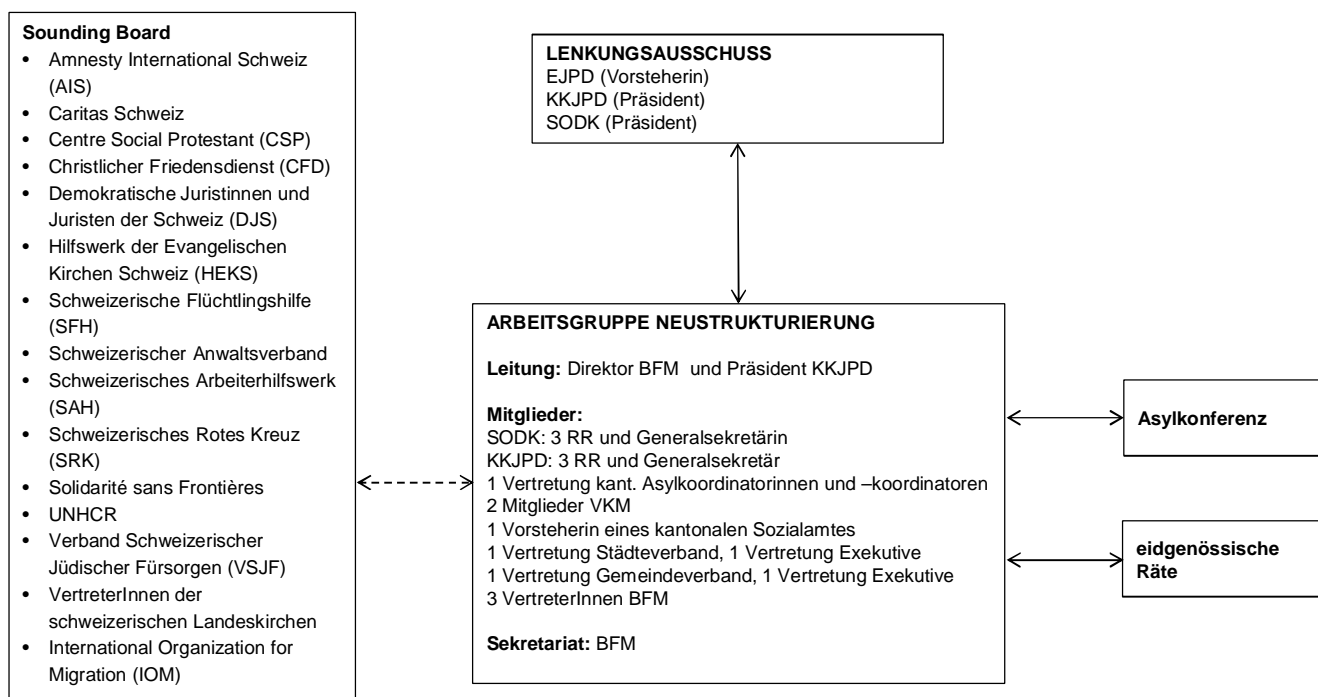 Sounding Board
• Amnesty International Schweiz
(AIS)
• Caritas Schweiz
• Centre Social Protestant (CSP)
• Christlicher Friedensdienst (CFD)
• Demokratische Juristinnen und
Juristen der Schweiz (DJS)
• Hilfswerk der Evangelischen
Kirchen Schweiz (HEKS)
• Schweizerische Flüchtlingshilfe
(SFH)
• Schweizerischer Anwaltsverband
• Schweizerisches Arbeiterhilfswerk
(SAH)
• Schweizerisches Rotes Kreuz
(SRK)
• Solidarité sans Frontières
• UNHCR
• Verband Schweizerischer
Jüdischer Fürsorgen (VSJF)
• VertreterInnen der
schweizerischen Landeskirchen
• International Organization for
Migration (IOM)
LENKUNGSAUSSCHUSS
EJPD (Vorsteherin)
KKJPD (Präsident)
SODK (Präsident)
ARBEITSGRUPPE NEUSTRUKTURIERUNG
Leitung: Direktor BFM und Präsident KKJPD
Mitglieder:
SODK: 3 RR und Generalsekretärin
KKJPD: 3 RR und Generalsekretär
1 Vertretung kant. Asylkoordinatorinnen und –koordinatoren
2 Mitglieder VKM
1 Vorsteherin eines kantonalen Sozialamtes
1 Vertretung Städteverband, 1 Vertretung Exekutive
1 Vertretung Gemeindeverband, 1 Vertretung Exekutive
3 VertreterInnen BFM
Sekretariat: BFM
Asylkonferenz
eidgenössische
Räte